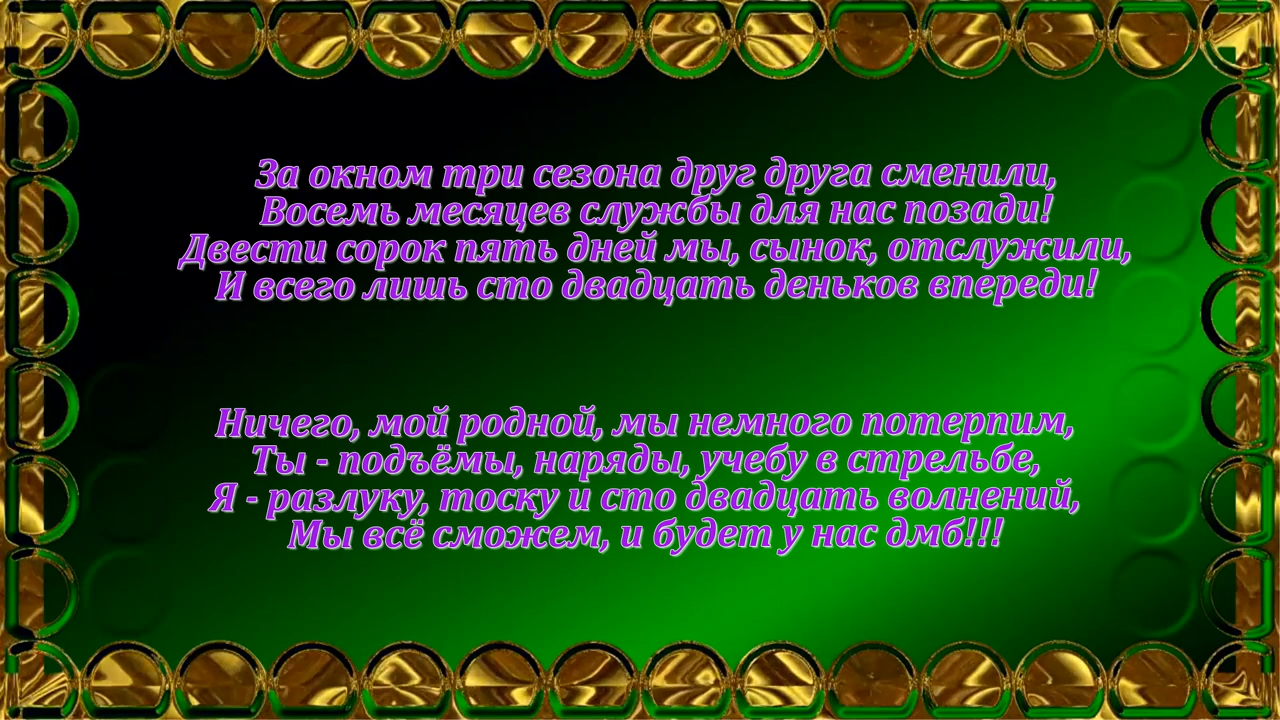 За окном три сезона друг друга сменили,
Восемь месяцев службы для нас позади!
Двести сорок пять дней мы, сынок, отслужили,
И всего лишь сто двадцать деньков впереди!
Ничего, мой родной, мы немного потерпим,
Ты - подъёмы, наряды, учебу в стрельбе,
Я - разлуку, тоску и сто двадцать волнений,
Мы всё сможем, и будет у нас дмб!!!